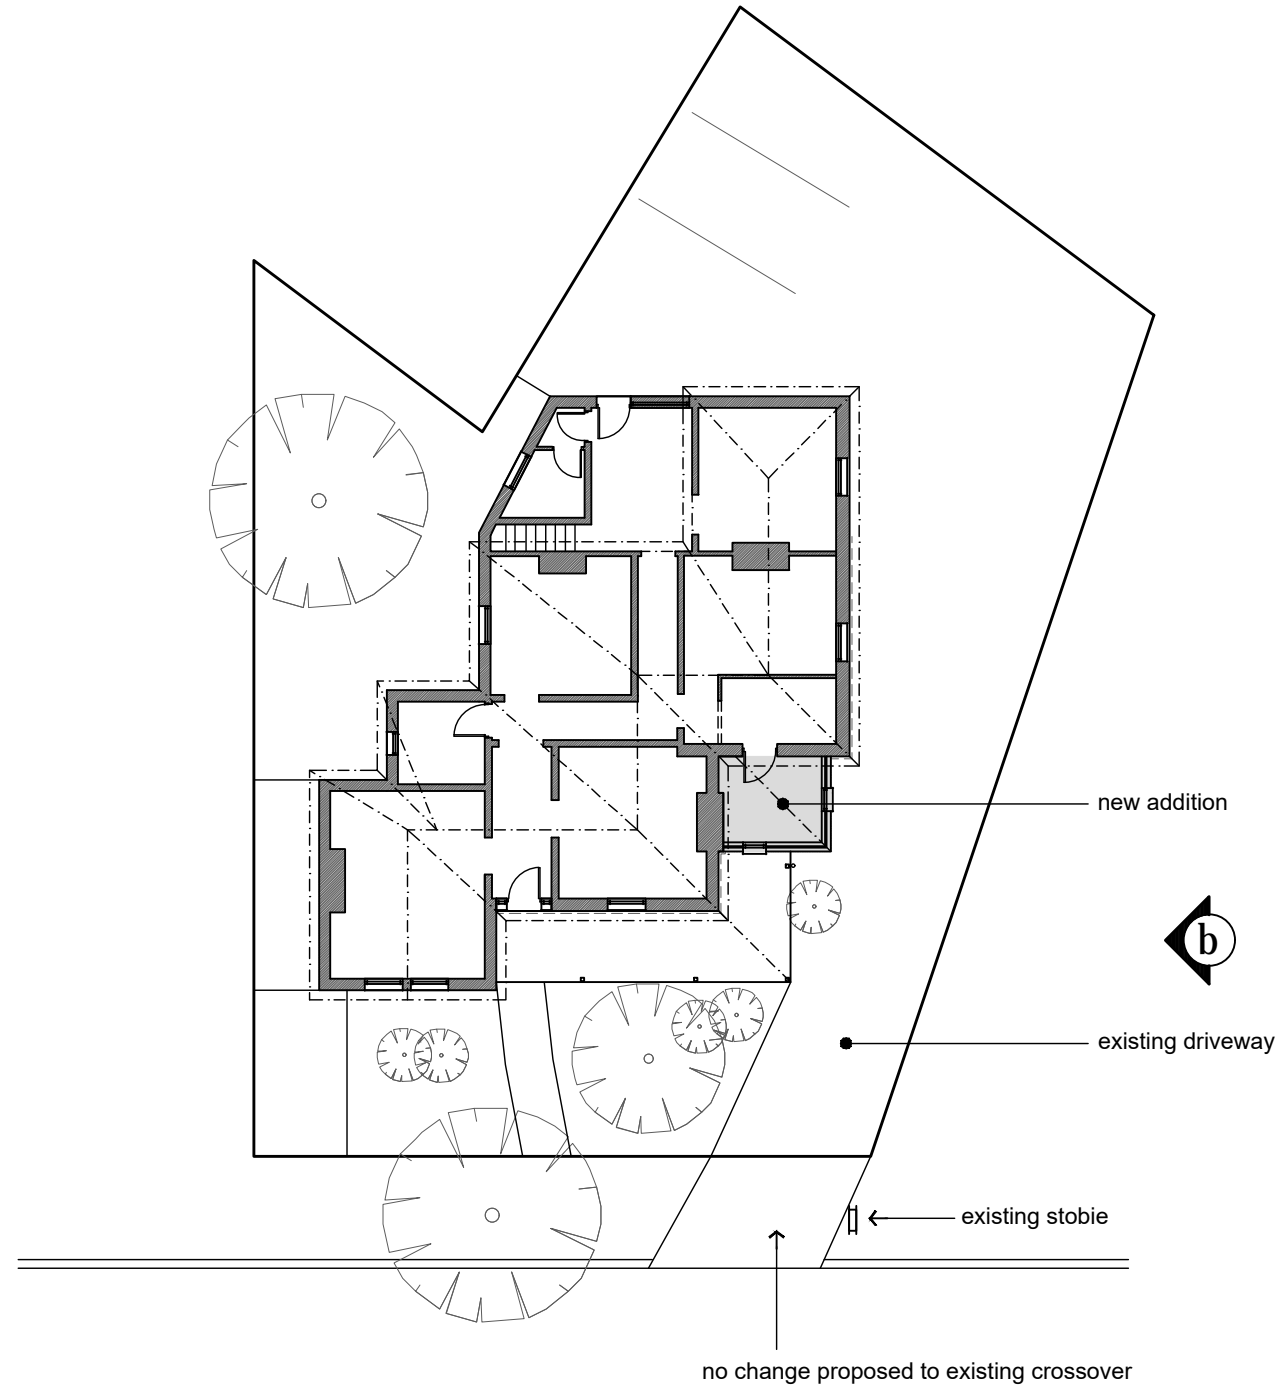 new addition
b
existing driveway
existing stobie
no change proposed to existing crossover